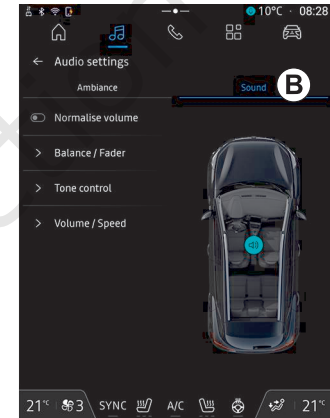 10°C · 08:28
← Audio settings
Ambiance
Sound
B
Normalise volume
> Balance / Fader
> Tone control
> Volume / Speed
21°C 3 SYNC A/C 21°C